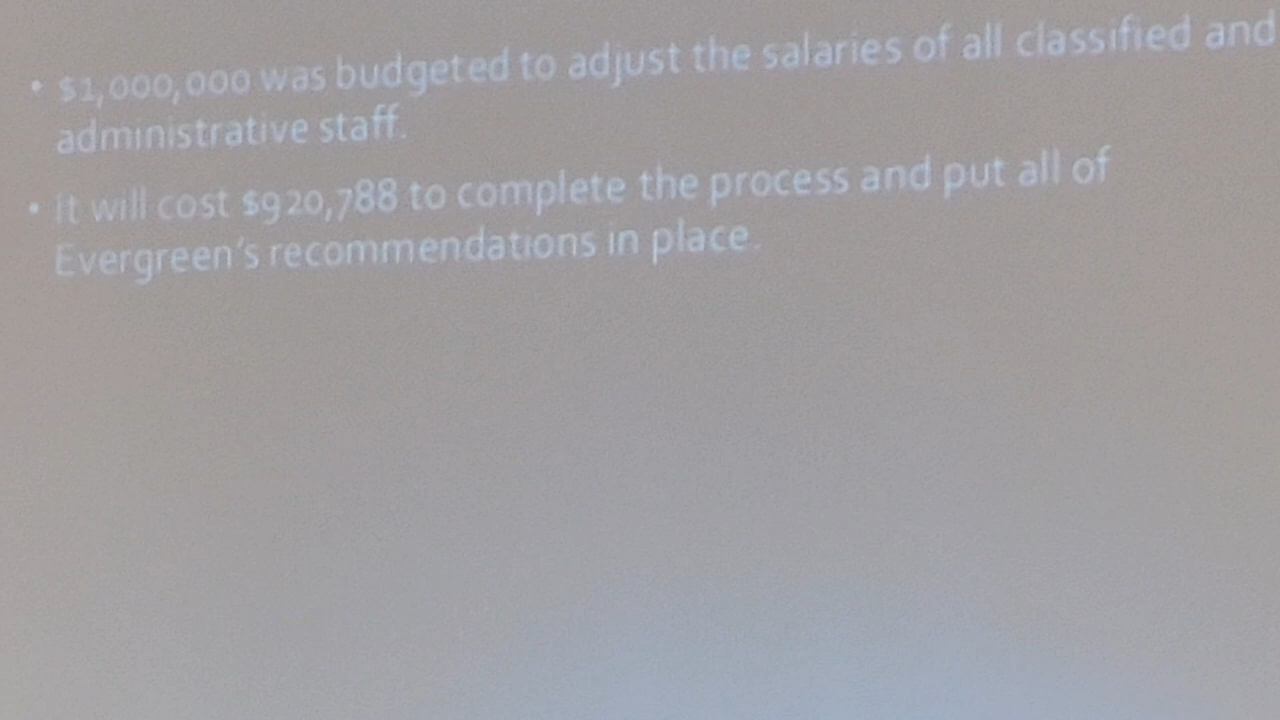 • $1,000,000 was budgeted to adjust the salaries of all classified and
administrative staff.
• It will cost $920,788 to complete the process and put all of
Evergreen's recommendations in place.